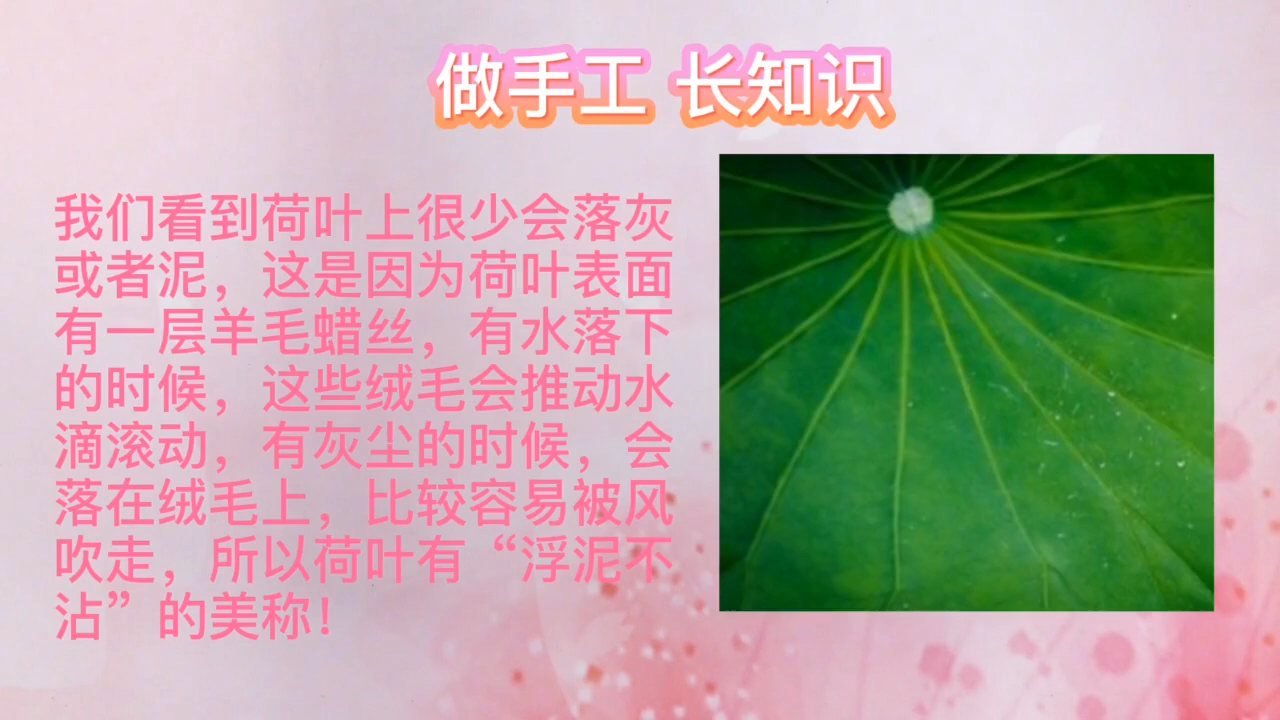 做手工 长知识
我们看到荷叶上很少会落灰
或者泥，这是因为荷叶表面
有一层羊毛蜡丝，有水落下
的时候，这些绒毛会推动水
滴滚动，有灰尘的时候，会
落在绒毛上，比较容易被风
吹走，所以荷叶有“浮泥不
沾”的美称！